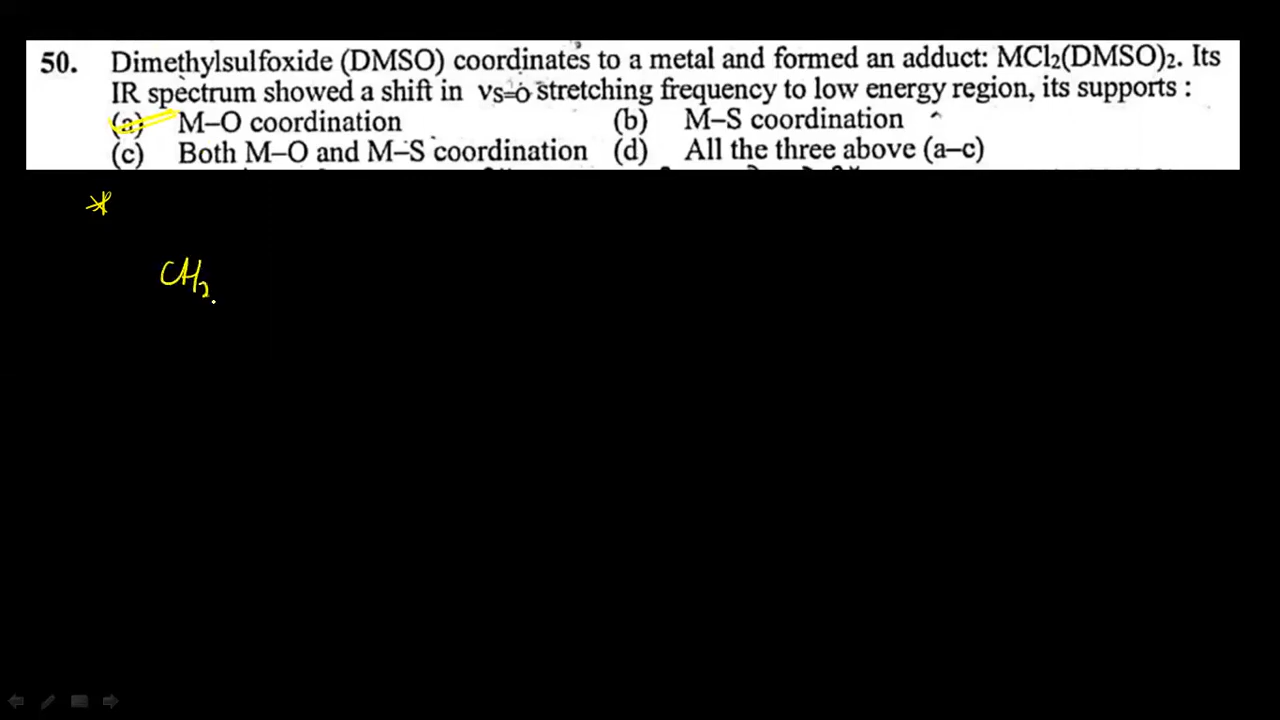 50. Dimethylsulfoxide (DMSO) coordinates to a metal and formed an adduct: MCl₂(DMSO)₂. Its
IR spectrum showed a shift in νS=O stretching frequency to low energy region, its supports :
(a) M–O coordination (b) M–S coordination
(c) Both M–O and M–S coordination (d) All the three above (a–c)
*
CH₂